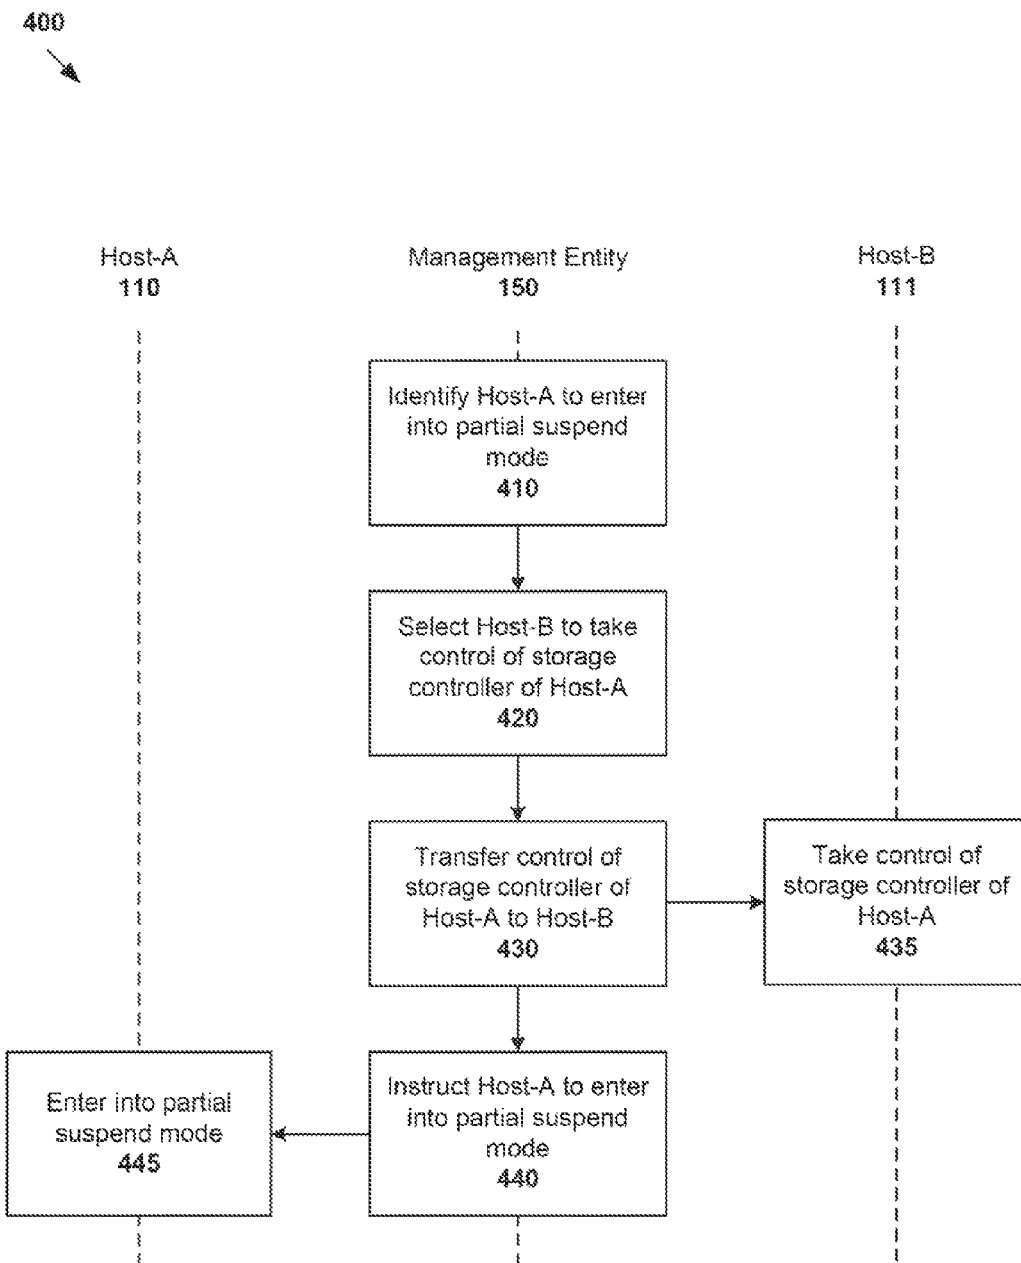 400
Host-A
110
Management Entity
150
Host-B
111
Identify Host-A to enter
into partial suspend
mode
410
Select Host-B to take
control of storage
controller of Host-A
420
Transfer control of
storage controller of
Host-A to Host-B
430
Take control of
storage controller of
Host-A
435
Enter into partial
suspend mode
445
Instruct Host-A to enter
into partial suspend
mode
440